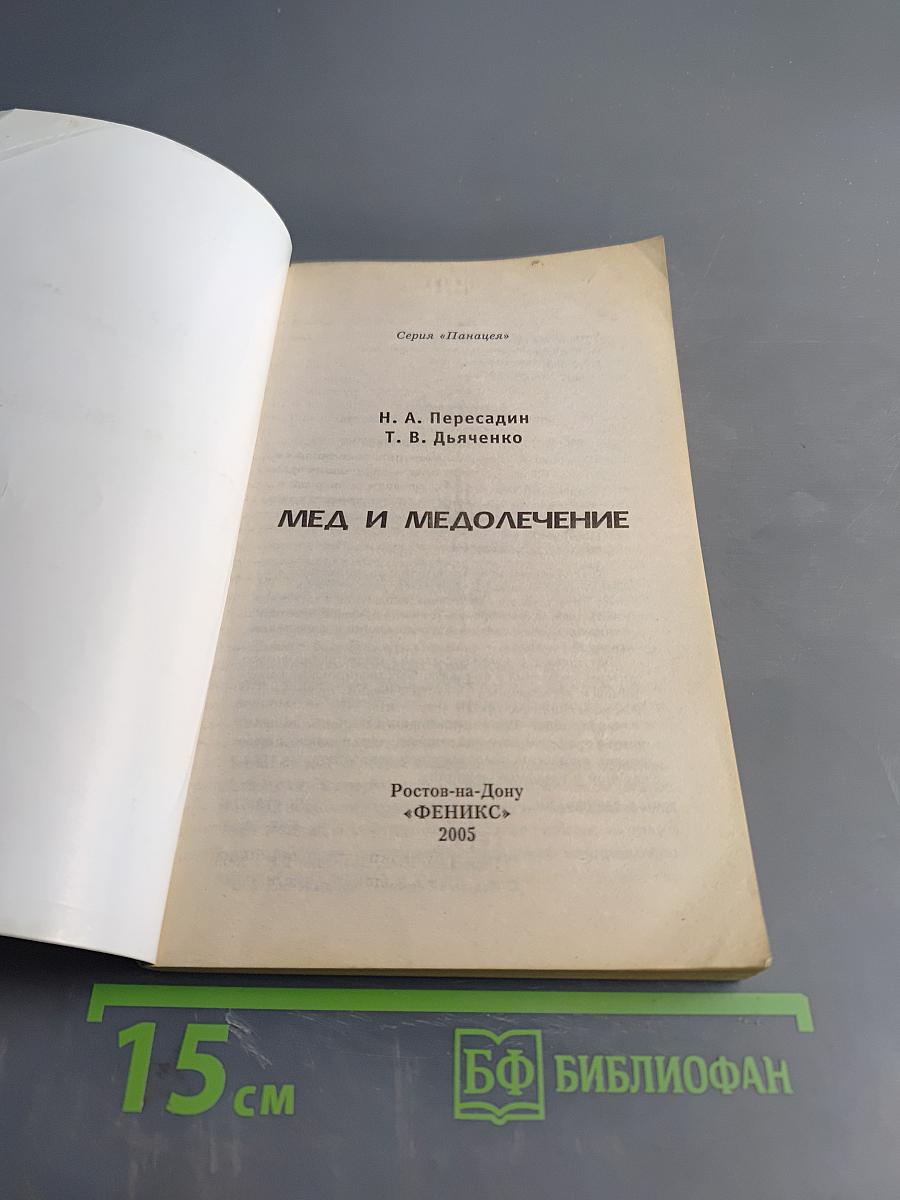 Серия «Панацея»
Н. А. Пересадин
Т. В. Дьяченко
МЕД И МЕДОЛЕЧЕНИЕ
Ростов-на-Дону
«ФЕНИКС»
2005
15 см
БФ БИБЛИОФАН